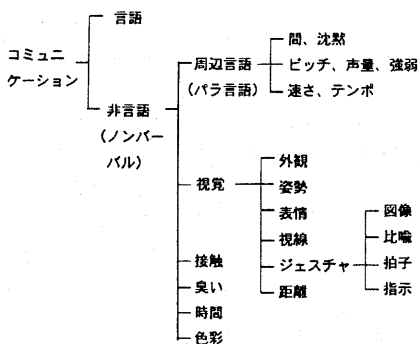 コミュニ
ケーション
言語
非言語
(ノンバー
バル)
周辺言語
(パラ言語)
間、沈黙
ピッチ、声量、強弱
速さ、テンポ
視覚
外観
姿勢
表情
視線
ジェスチャ
距離
図像
比喩
拍子
指示
接触
臭い
時間
色彩